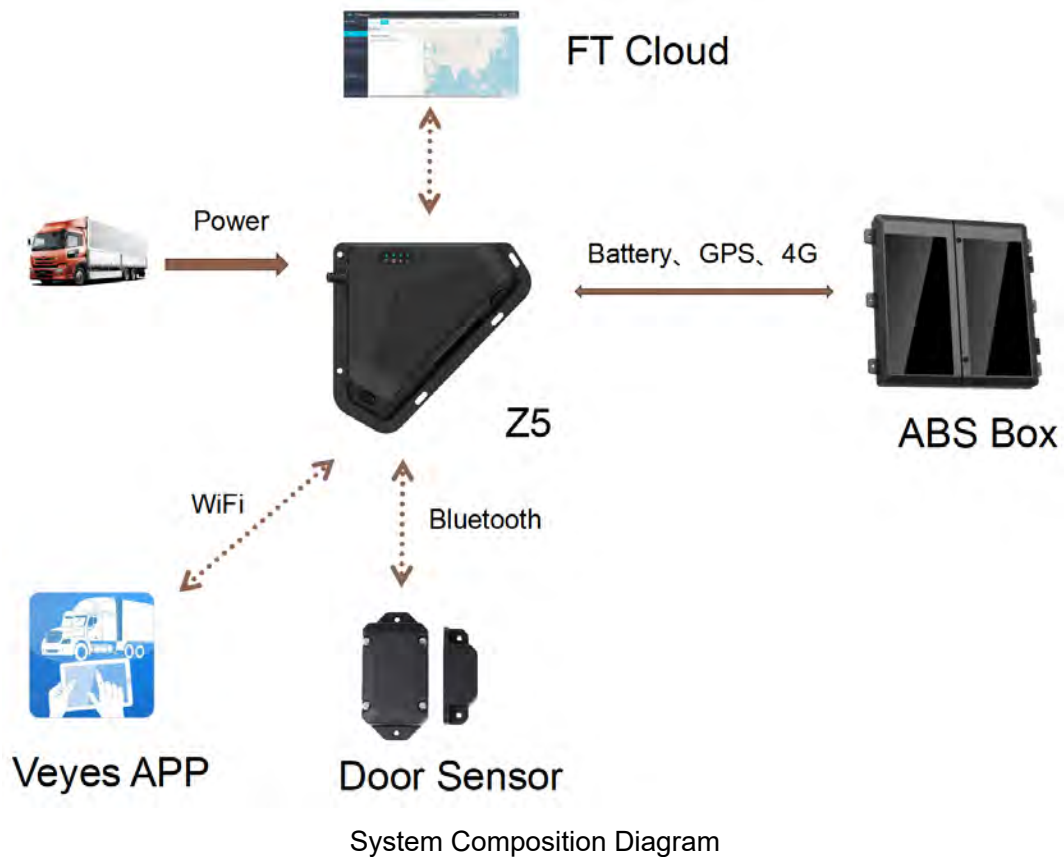 FT Cloud
Power
Battery、GPS、4G
Z5
ABS Box
WiFi
Bluetooth
Veyes APP
Door Sensor
System Composition Diagram